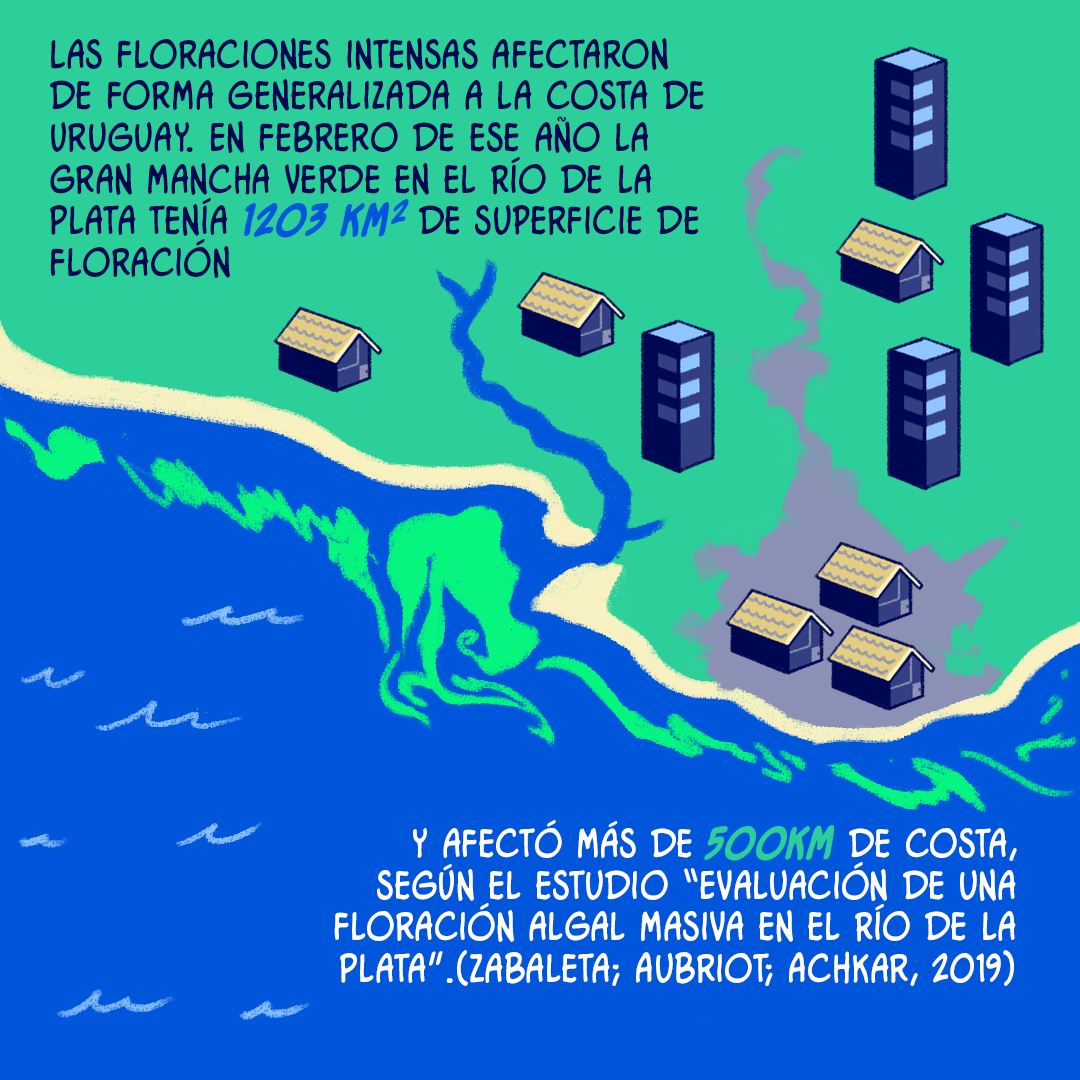 LAS FLORACIONES INTENSAS AFECTARON
DE FORMA GENERALIZADA A LA COSTA DE
URUGUAY. EN FEBRERO DE ESE AÑO LA
GRAN MANCHA VERDE EN EL RÍO DE LA
PLATA TENÍA 1203 KM² DE SUPERFICIE DE
FLORACIÓN
Y AFECTÓ MÁS DE 500KM DE COSTA,
SEGÚN EL ESTUDIO “EVALUACIÓN DE UNA
FLORACIÓN ALGAL MASIVA EN EL RÍO DE LA
PLATA”.(ZABALETA; AUBRIOT; ACHKAR, 2019)